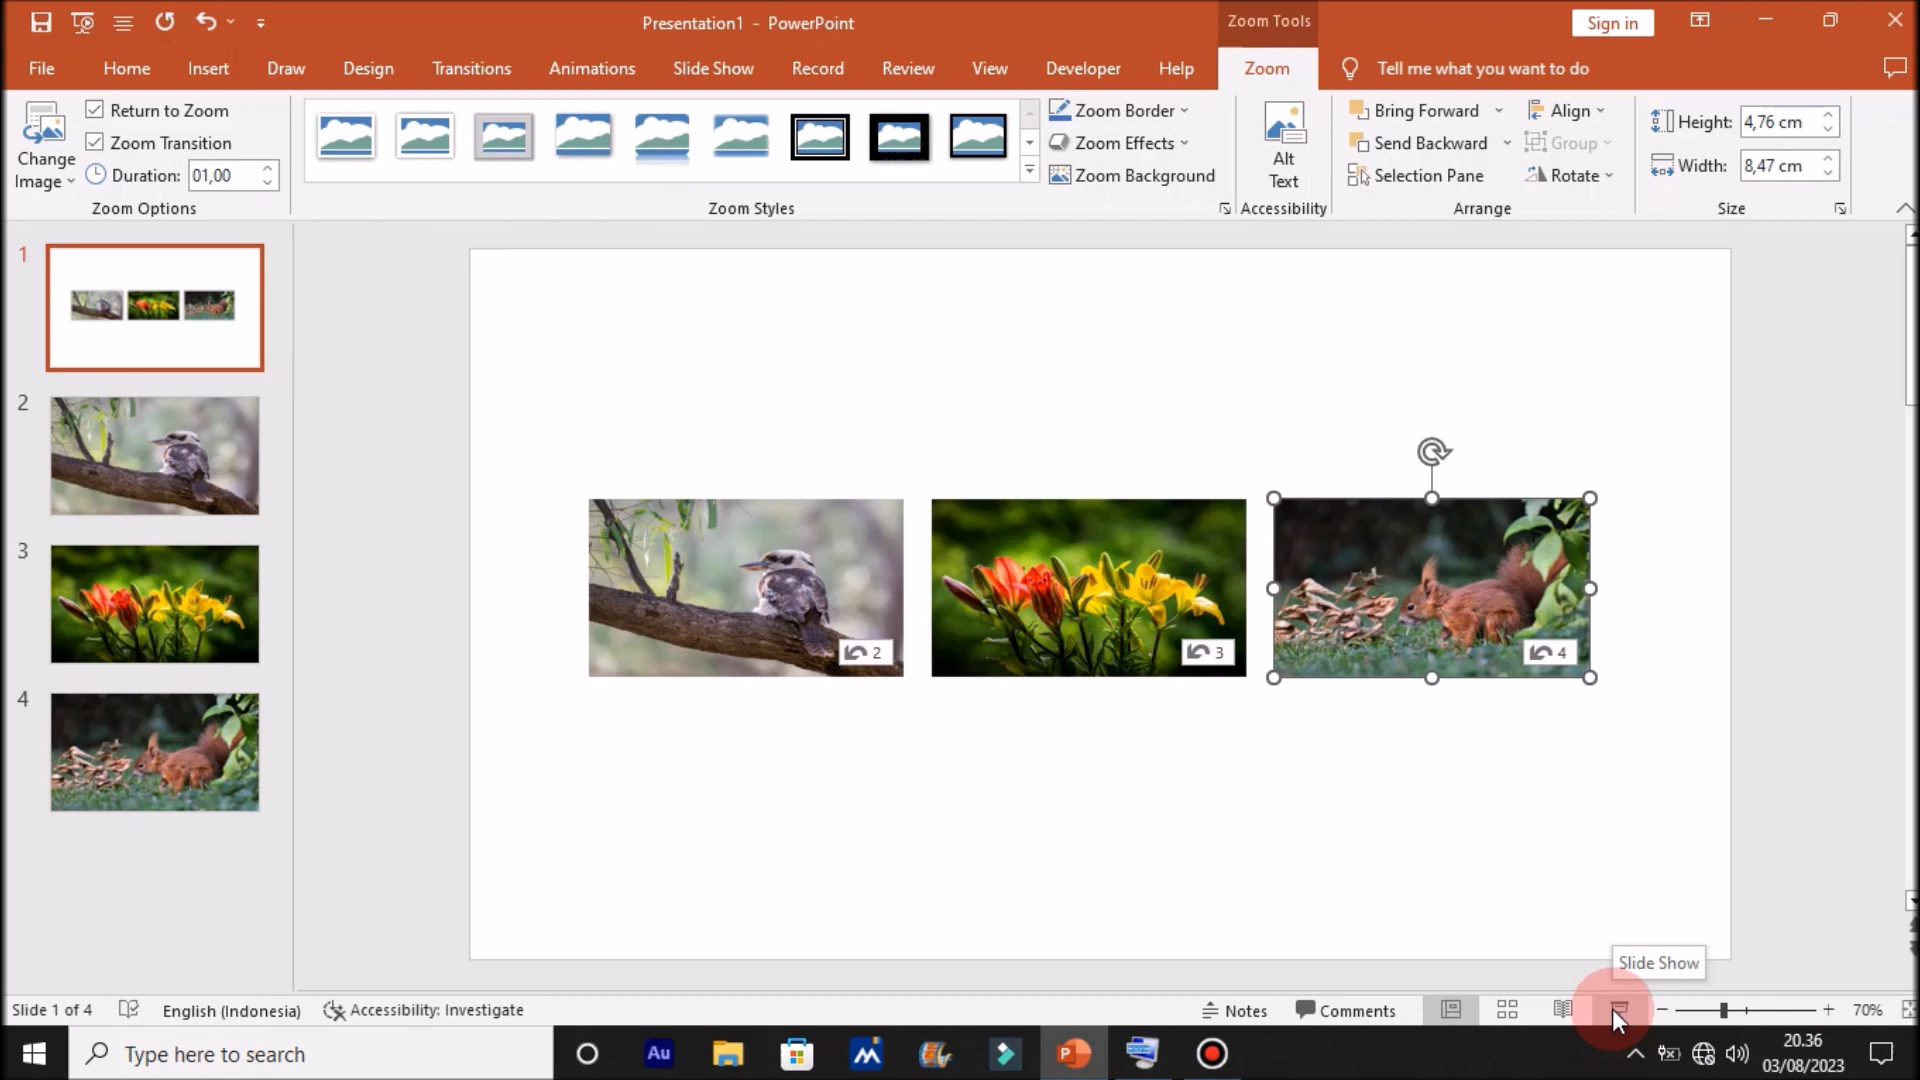 Presentation1 - PowerPoint
Zoom Tools
Sign in
File Home Insert Draw Design Transitions Animations Slide Show Record Review View Developer Help Zoom Tell me what you want to do
Change Image
Return to Zoom
Zoom Transition
Duration: 01,00
Zoom Options
Zoom Styles
Zoom Border
Zoom Effects
Zoom Background
Alt Text
Accessibility
Bring Forward
Send Backward
Selection Pane
Align
Group
Rotate
Arrange
Height: 4,76 cm
Width: 8,47 cm
Size
1
2
3
4
2
3
4
Slide Show
Slide 1 of 4 English (Indonesia) Accessibility: Investigate Notes Comments 70%
Type here to search
Au
P
20.36
03/08/2023